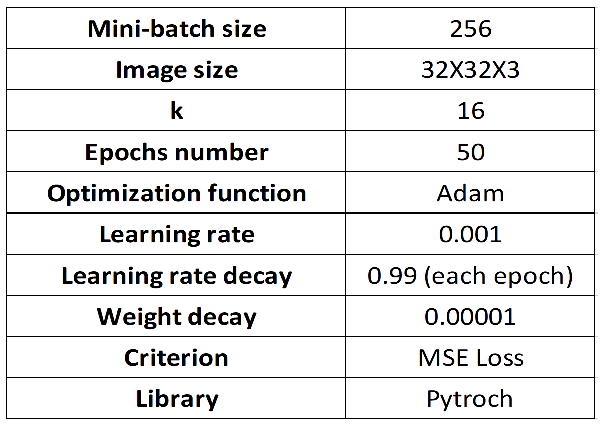 Mini-batch size 256
Image size 32X32X3
k 16
Epochs number 50
Optimization function Adam
Learning rate 0.001
Learning rate decay 0.99 (each epoch)
Weight decay 0.00001
Criterion MSE Loss
Library Pytroch